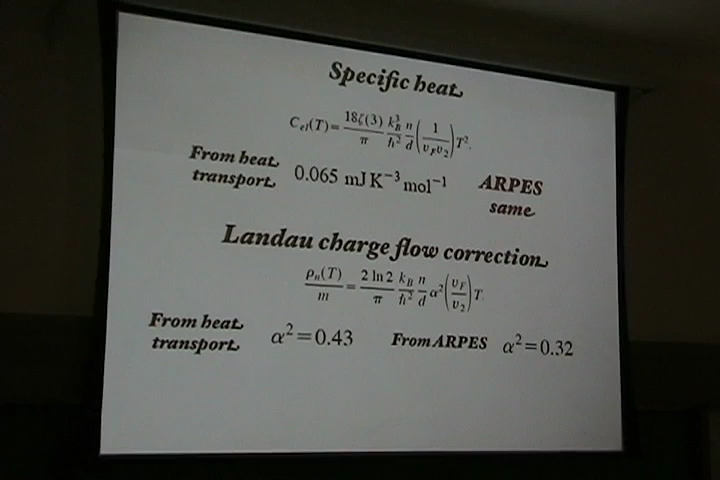 Specific heat
C_el(T) = 18ζ(3)/π k_B^3/ħ^2 n/d (1/(v_F v_2)) T^2.
From heat transport 0.065 mJ K^−3 mol^−1 ARPES same
Landau charge flow correction
ρ_n(T)/m = 2 ln 2/π k_B/ħ^2 n/d α^2 (v_F/v_2) T.
From heat transport α^2 = 0.43 From ARPES α^2 = 0.32